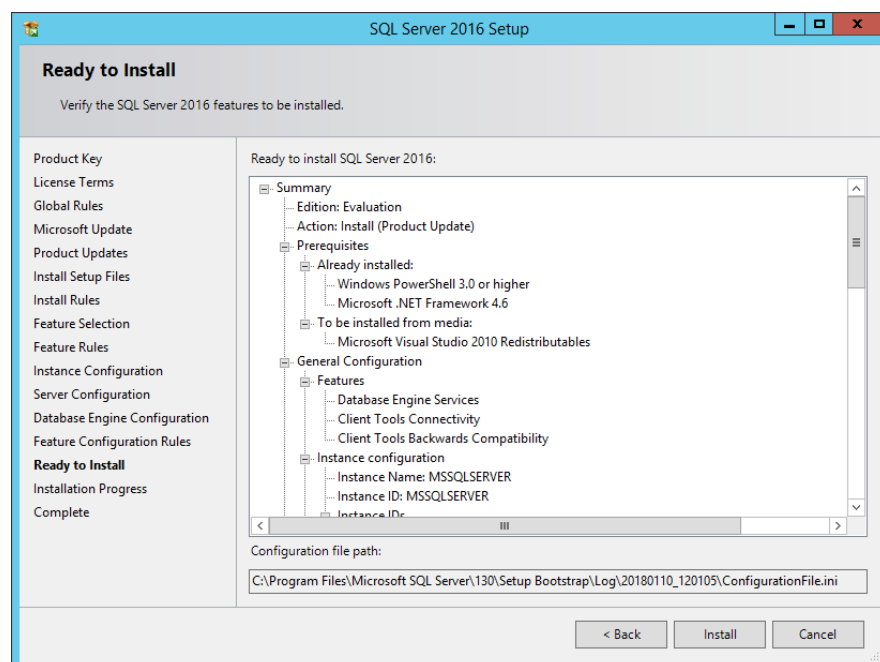 SQL Server 2016 Setup
Ready to Install
Verify the SQL Server 2016 features to be installed.
Product Key
License Terms
Global Rules
Microsoft Update
Product Updates
Install Setup Files
Install Rules
Feature Selection
Feature Rules
Instance Configuration
Server Configuration
Database Engine Configuration
Feature Configuration Rules
Ready to Install
Installation Progress
Complete
Ready to install SQL Server 2016:
Summary
Edition: Evaluation
Action: Install (Product Update)
Prerequisites
Already installed:
Windows PowerShell 3.0 or higher
Microsoft .NET Framework 4.6
To be installed from media:
Microsoft Visual Studio 2010 Redistributables
General Configuration
Features
Database Engine Services
Client Tools Connectivity
Client Tools Backwards Compatibility
Instance configuration
Instance Name: MSSQLSERVER
Instance ID: MSSQLSERVER
Instance IDs
Configuration file path:
C:\Program Files\Microsoft SQL Server\130\Setup Bootstrap\Log\20180110_120105\ConfigurationFile.ini
< Back
Install
Cancel